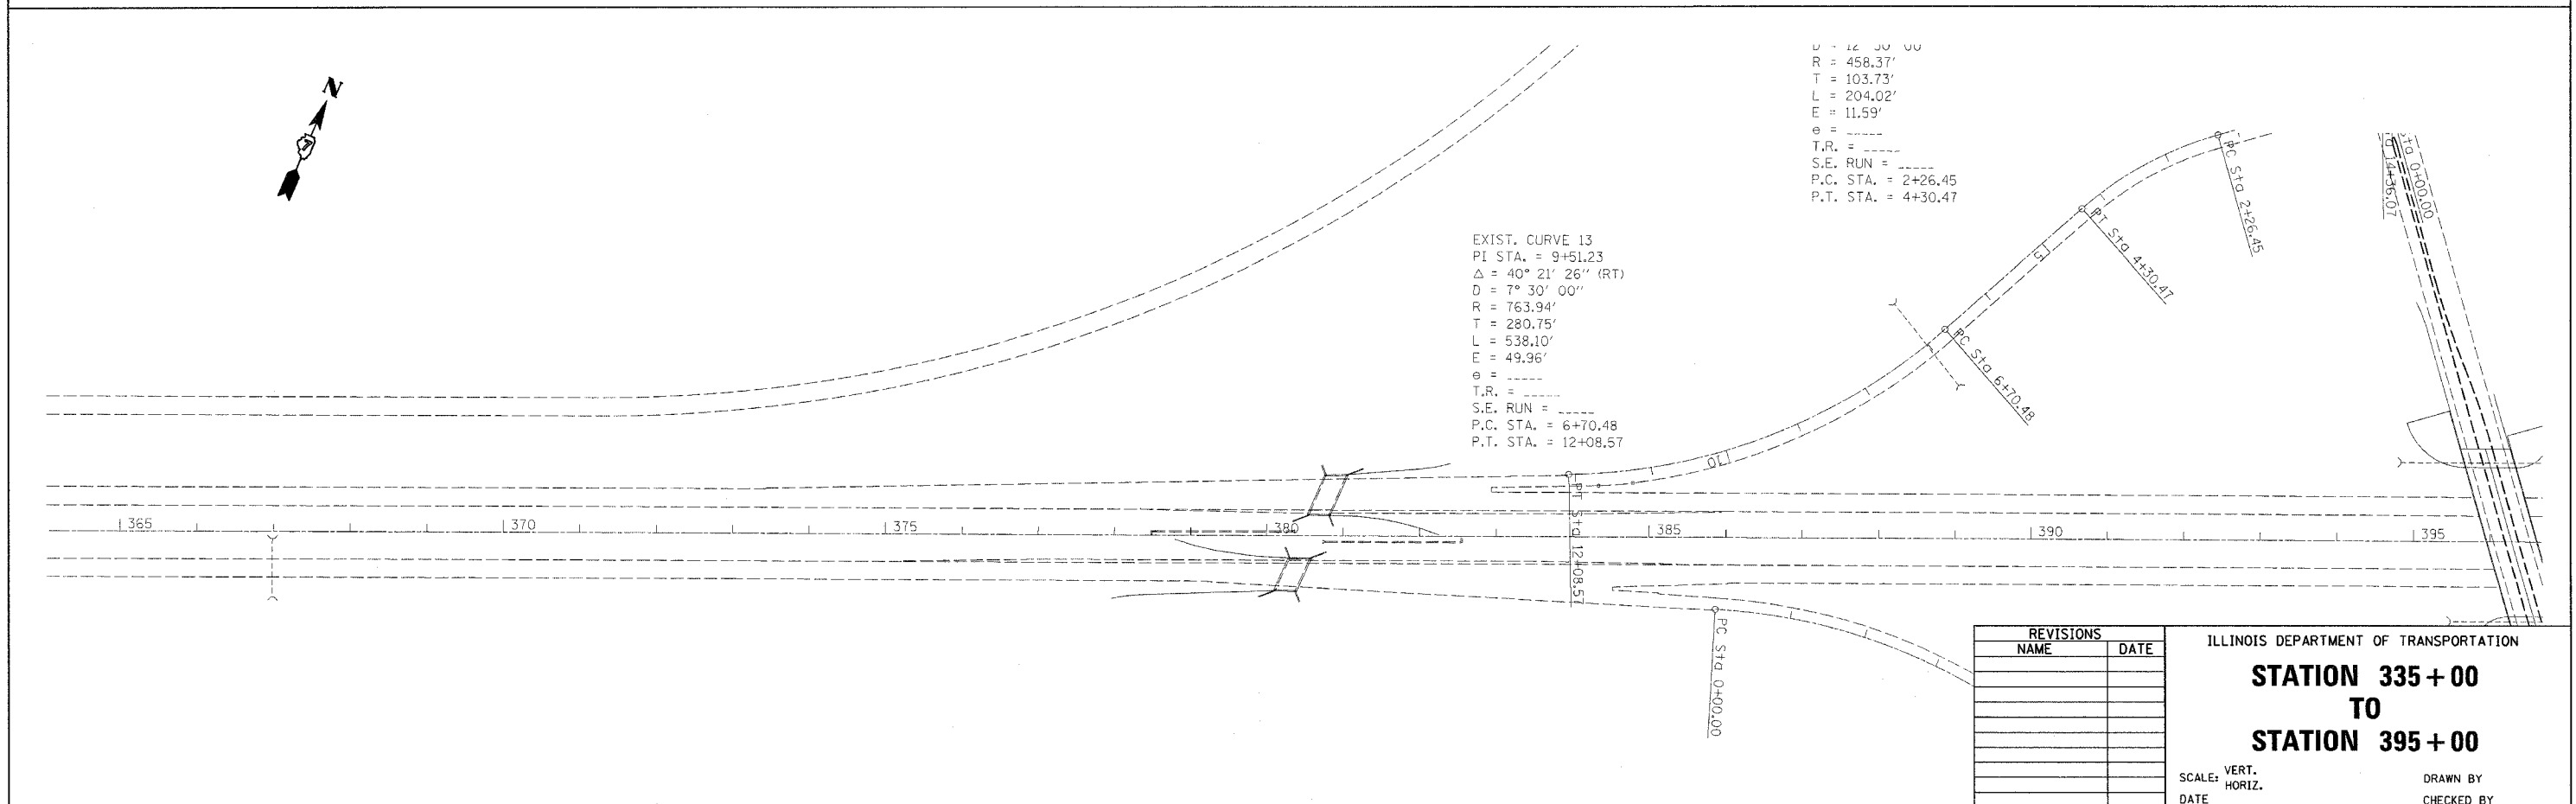 N
7
R = 458.37'
T = 103.73'
L = 204.02'
E = 11.59'
e = _____
T.R. = _____
S.E. RUN = _____
P.C. STA. = 2+26.45
P.T. STA. = 4+30.47
EXIST. CURVE 13
PI STA. = 9+51.23
Δ = 40° 21' 26'' (RT)
D = 7° 30' 00''
R = 763.94'
T = 280.75'
L = 538.10'
E = 49.96'
e = _____
T.R. = _____
S.E. RUN = _____
P.C. STA. = 6+70.48
P.T. STA. = 12+08.57
PC Sta 2+26.45
PT Sta 4+30.47
PC Sta 6+70.48
PT Sta 12+08.57
PC Sta 0+00.00
ta 0+00.00
14+36.07
5
10
365
370
375
380
385
390
395
REVISIONS
NAME DATE
ILLINOIS DEPARTMENT OF TRANSPORTATION
STATION 335+00
TO
STATION 395+00
SCALE: VERT.
HORIZ.
DATE
DRAWN BY
CHECKED BY